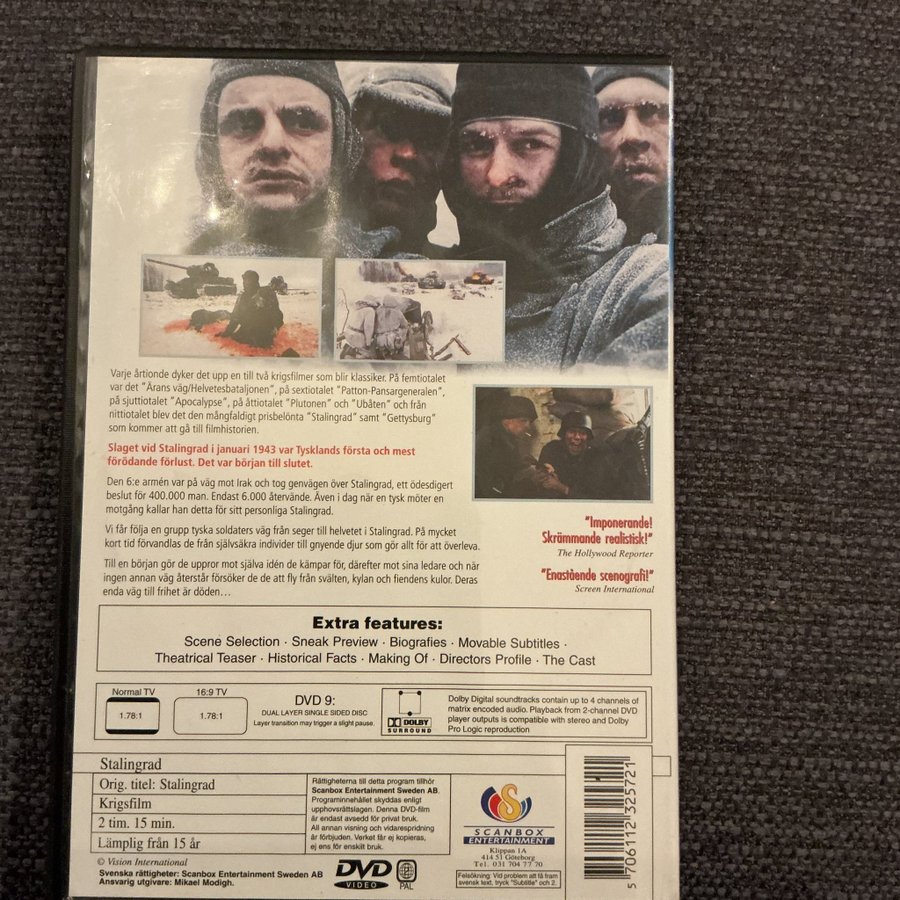 Varje årtionde dyker det upp en till två krigsfilmer som blir klassiker. På femtiotalet
var det "Ärans väg/Helvetesbataljonen", på sextiotalet "Patton-Pansargeneralen",
på sjuttiotalet "Apocalypse", på åttiotalet "Plutonen" och "Ubåten" och från
nittiotalet blev det den mångfaldigt prisbelönta "Stalingrad" samt "Gettysburg"
som kommer att gå till filmhistorien.
Slaget vid Stalingrad i januari 1943 var Tysklands första och mest
förödande förlust. Det var början till slutet.
Den 6:e armén var på väg mot Irak och tog genvägen över Stalingrad, ett ödesdigert
beslut för 400.000 man. Endast 6.000 återvände. Även i dag när en tysk möter en
motgång kallar han detta för sitt personliga Stalingrad.
Vi får följa en grupp tyska soldaters väg från seger till helvetet i Stalingrad. På mycket
kort tid förvandlas de från självsäkra individer till gnyende djur som gör allt för att överleva.
Till en början gör de uppror mot själva idén de kämpar för, därefter mot sina ledare och när
ingen annan väg återstår försöker de de att fly från svälten, kylan och fiendens kulor. Deras
enda väg till frihet är döden...
"Imponerande!
Skrämmande realistisk!"
The Hollywood Reporter
"Enastående scenografi!"
Screen International
Extra features:
Scene Selection · Sneak Preview · Biografies · Movable Subtitles ·
Theatrical Teaser · Historical Facts · Making Of · Directors Profile · The Cast
Normal TV
1.78:1
16:9 TV
1.78:1
DVD 9:
DUAL LAYER SINGLE SIDED DISC
Layer transition may trigger a slight pause.
DOLBY
SURROUND
Dolby Digital soundtracks contain up to 4 channels of
matrix encoded audio. Playback from 2-channel DVD
player outputs is compatible with stereo and Dolby
Pro Logic reproduction
Stalingrad
Orig. titel: Stalingrad
Krigsfilm
2 tim. 15 min.
Lämplig från 15 år
© Vision International
Svenska rättigheter: Scanbox Entertainment Sweden AB
Ansvarig utgivare: Mikael Modigh.
Rättigheterna till detta program tillhör
Scanbox Entertainment Sweden AB.
Programinnehållet skyddas enligt
upphovsrättslagen. Denna DVD-film
är endast avsedd för privat bruk.
All annan visning och vidarespridning
är förbjuden. Verket får ej kopieras,
ej ens för enskilt bruk.
DVD
VIDEO
PAL
SCANBOX
ENTERTAINMENT
Klippan 1A
414 51 Göteborg
Tel. 031 704 77 70
Felsökning: Vid problem att få fram
svensk text, tryck "Subtitle" och 2.
5 706112 325721